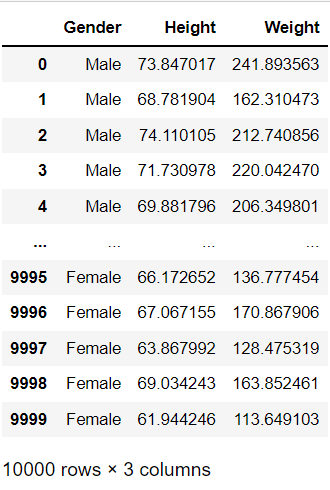 Gender Height Weight
0 Male 73.847017 241.893563
1 Male 68.781904 162.310473
2 Male 74.110105 212.740856
3 Male 71.730978 220.042470
4 Male 69.881796 206.349801
... ... ... ...
9995 Female 66.172652 136.777454
9996 Female 67.067155 170.867906
9997 Female 63.867992 128.475319
9998 Female 69.034243 163.852461
9999 Female 61.944246 113.649103
10000 rows × 3 columns